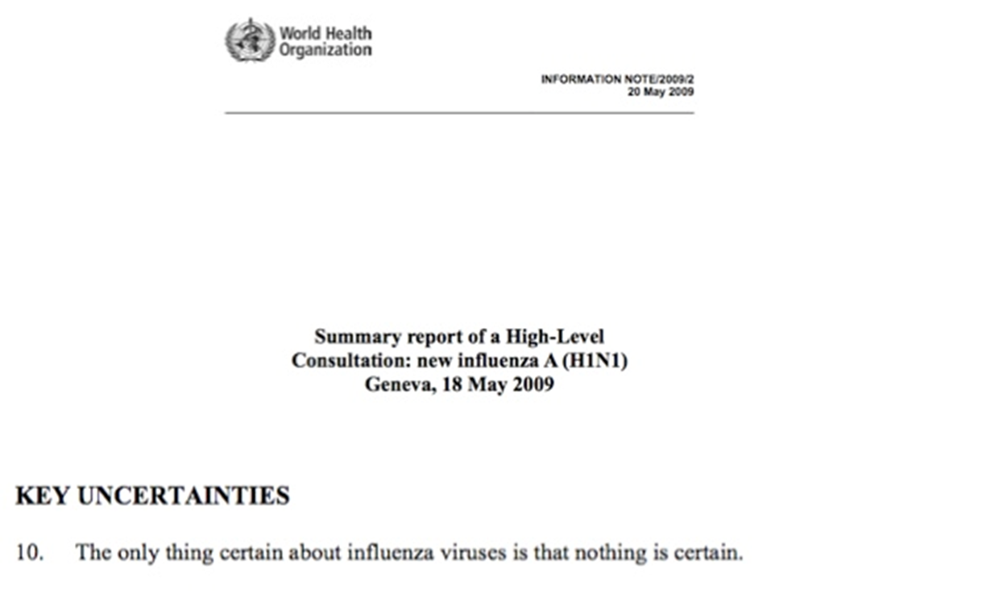 World Health
Organization
INFORMATION NOTE/2009/2
20 May 2009
Summary report of a High-Level
Consultation: new influenza A (H1N1)
Geneva, 18 May 2009
KEY UNCERTAINTIES
10. The only thing certain about influenza viruses is that nothing is certain.